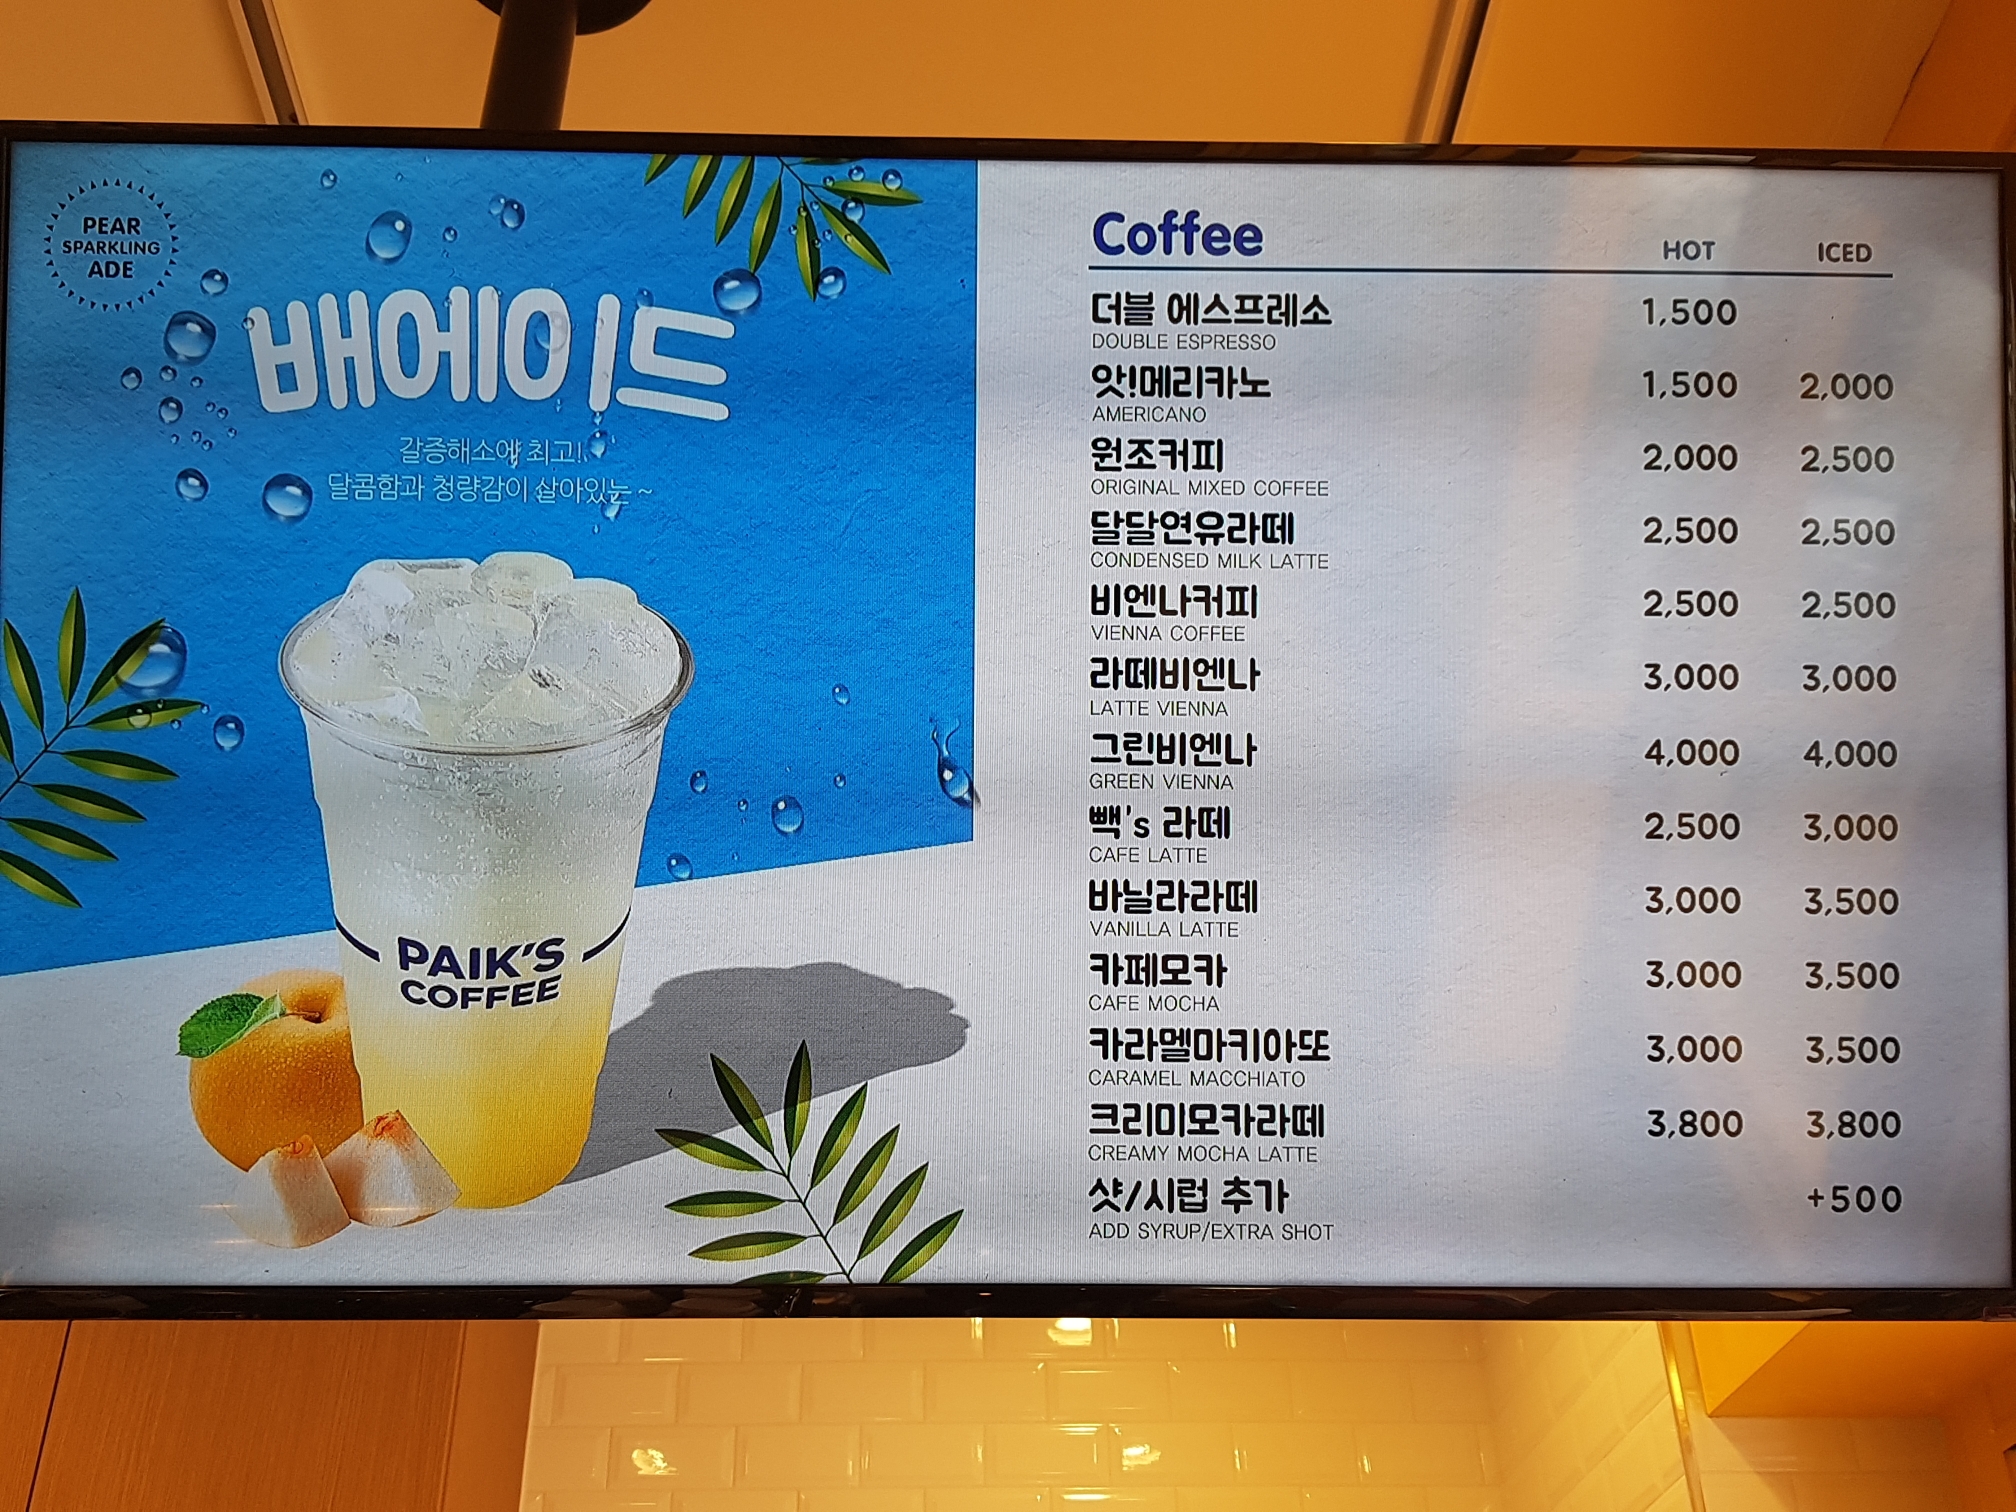 PEAR
SPARKLING
ADE
배에이드
갈증해소에 최고!
달콤함과 청량감이 살아있는 ~
PAIK'S
COFFEE
Coffee HOT ICED
더블 에스프레소 1,500
DOUBLE ESPRESSO
앗!메리카노 1,500 2,000
AMERICANO
원조커피 2,000 2,500
ORIGINAL MIXED COFFEE
달달연유라떼 2,500 2,500
CONDENSED MILK LATTE
비엔나커피 2,500 2,500
VIENNA COFFEE
라떼비엔나 3,000 3,000
LATTE VIENNA
그린비엔나 4,000 4,000
GREEN VIENNA
빽's 라떼 2,500 3,000
CAFE LATTE
바닐라라떼 3,000 3,500
VANILLA LATTE
카페모카 3,000 3,500
CAFE MOCHA
카라멜마키아또 3,000 3,500
CARAMEL MACCHIATO
크리미모카라떼 3,800 3,800
CREAMY MOCHA LATTE
샷/시럽 추가 +500
ADD SYRUP/EXTRA SHOT